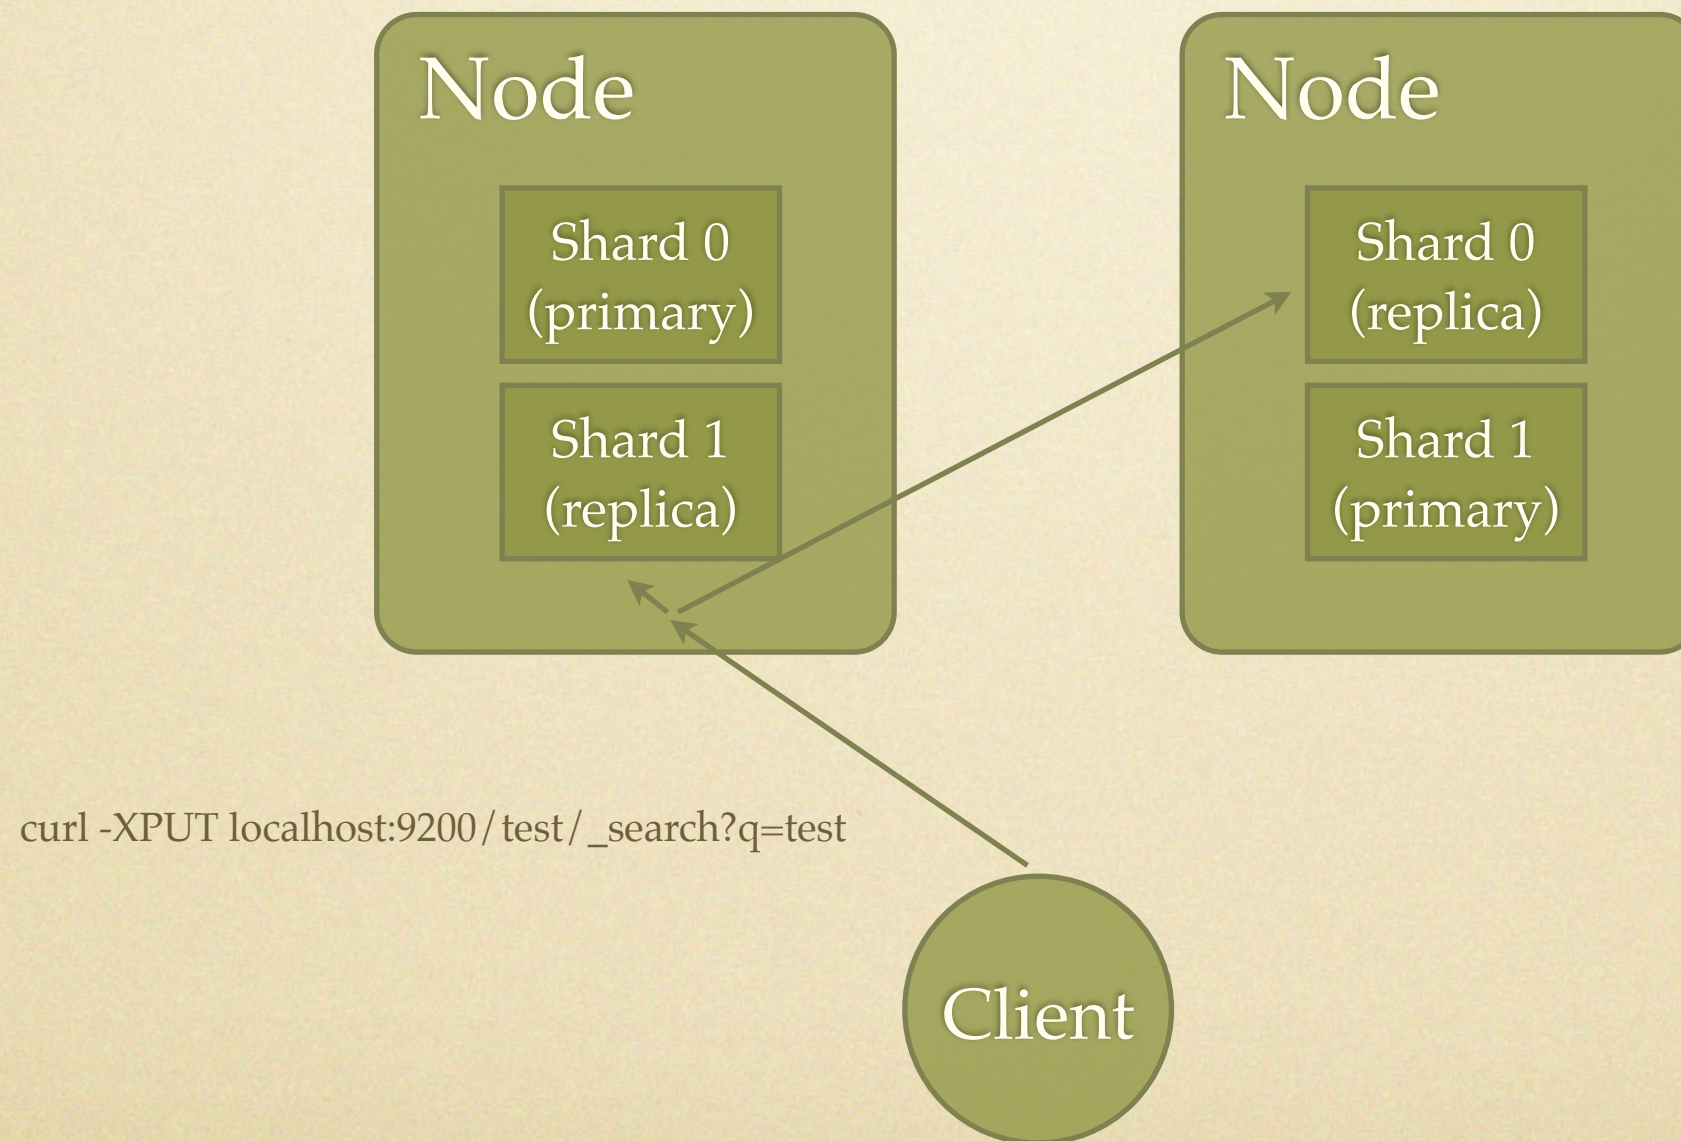 Node
Shard 0
(primary)
Shard 1
(replica)
Node
Shard 0
(replica)
Shard 1
(primary)
curl -XPUT localhost:9200/test/_search?q=test
Client